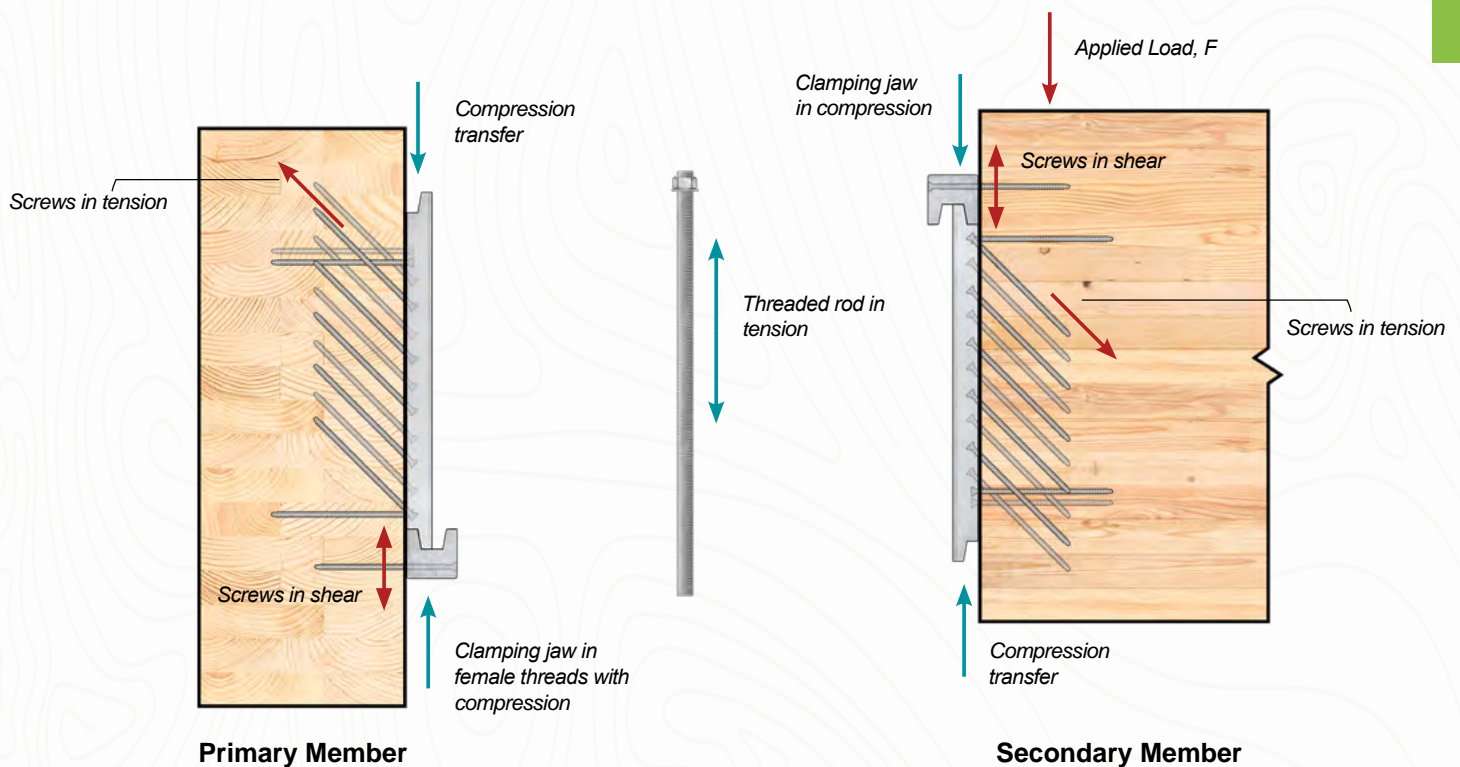 Applied Load, F
Clamping jaw
in compression
Compression
transfer
Screws in shear
Screws in tension
Threaded rod in
tension
Screws in tension
Screws in shear
Clamping jaw in
female threads with
compression
Compression
transfer
Primary Member
Secondary Member